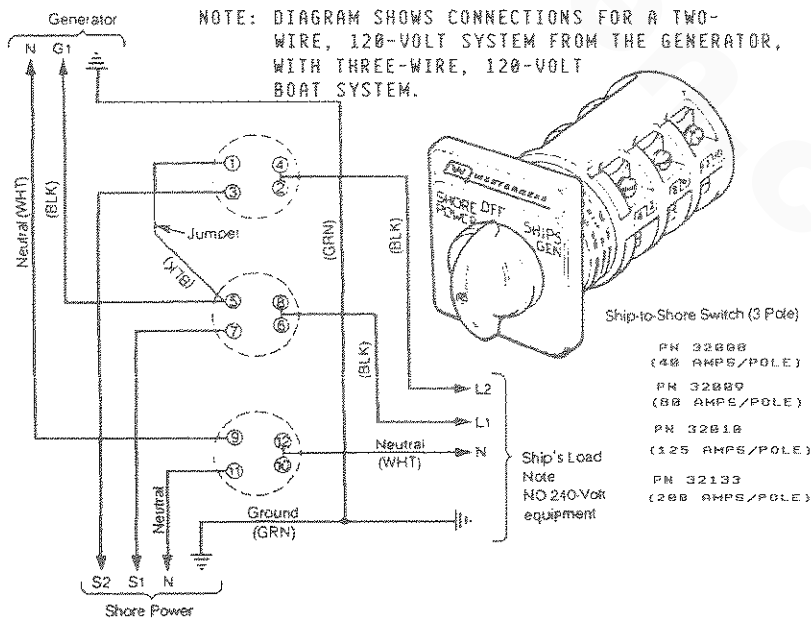 NOTE: DIAGRAM SHOWS CONNECTIONS FOR A TWO-
WIRE, 120-VOLT SYSTEM FROM THE GENERATOR,
WITH THREE-WIRE, 120-VOLT
BOAT SYSTEM.
Generator
N G1
Neutral (WHT)
(BLK)
1
4
3
2
Jumper
(BLK)
5
8
7
6
(GRN)
(BLK)
(BLK)
9
12
11
10
Neutral
(WHT)
Neutral
Ground
(GRN)
S2 S1 N
Shore Power
L2
L1
N
Ship's Load
Note
NO 240-Volt
equipment
WESTERBEKE
SHORE POWER
OFF
SHIPS GEN
Ship-to-Shore Switch (3 Pole)
PN 32008
(40 AMPS/POLE)
PN 32009
(80 AMPS/POLE)
PN 32010
(125 AMPS/POLE)
PN 32133
(200 AMPS/POLE)